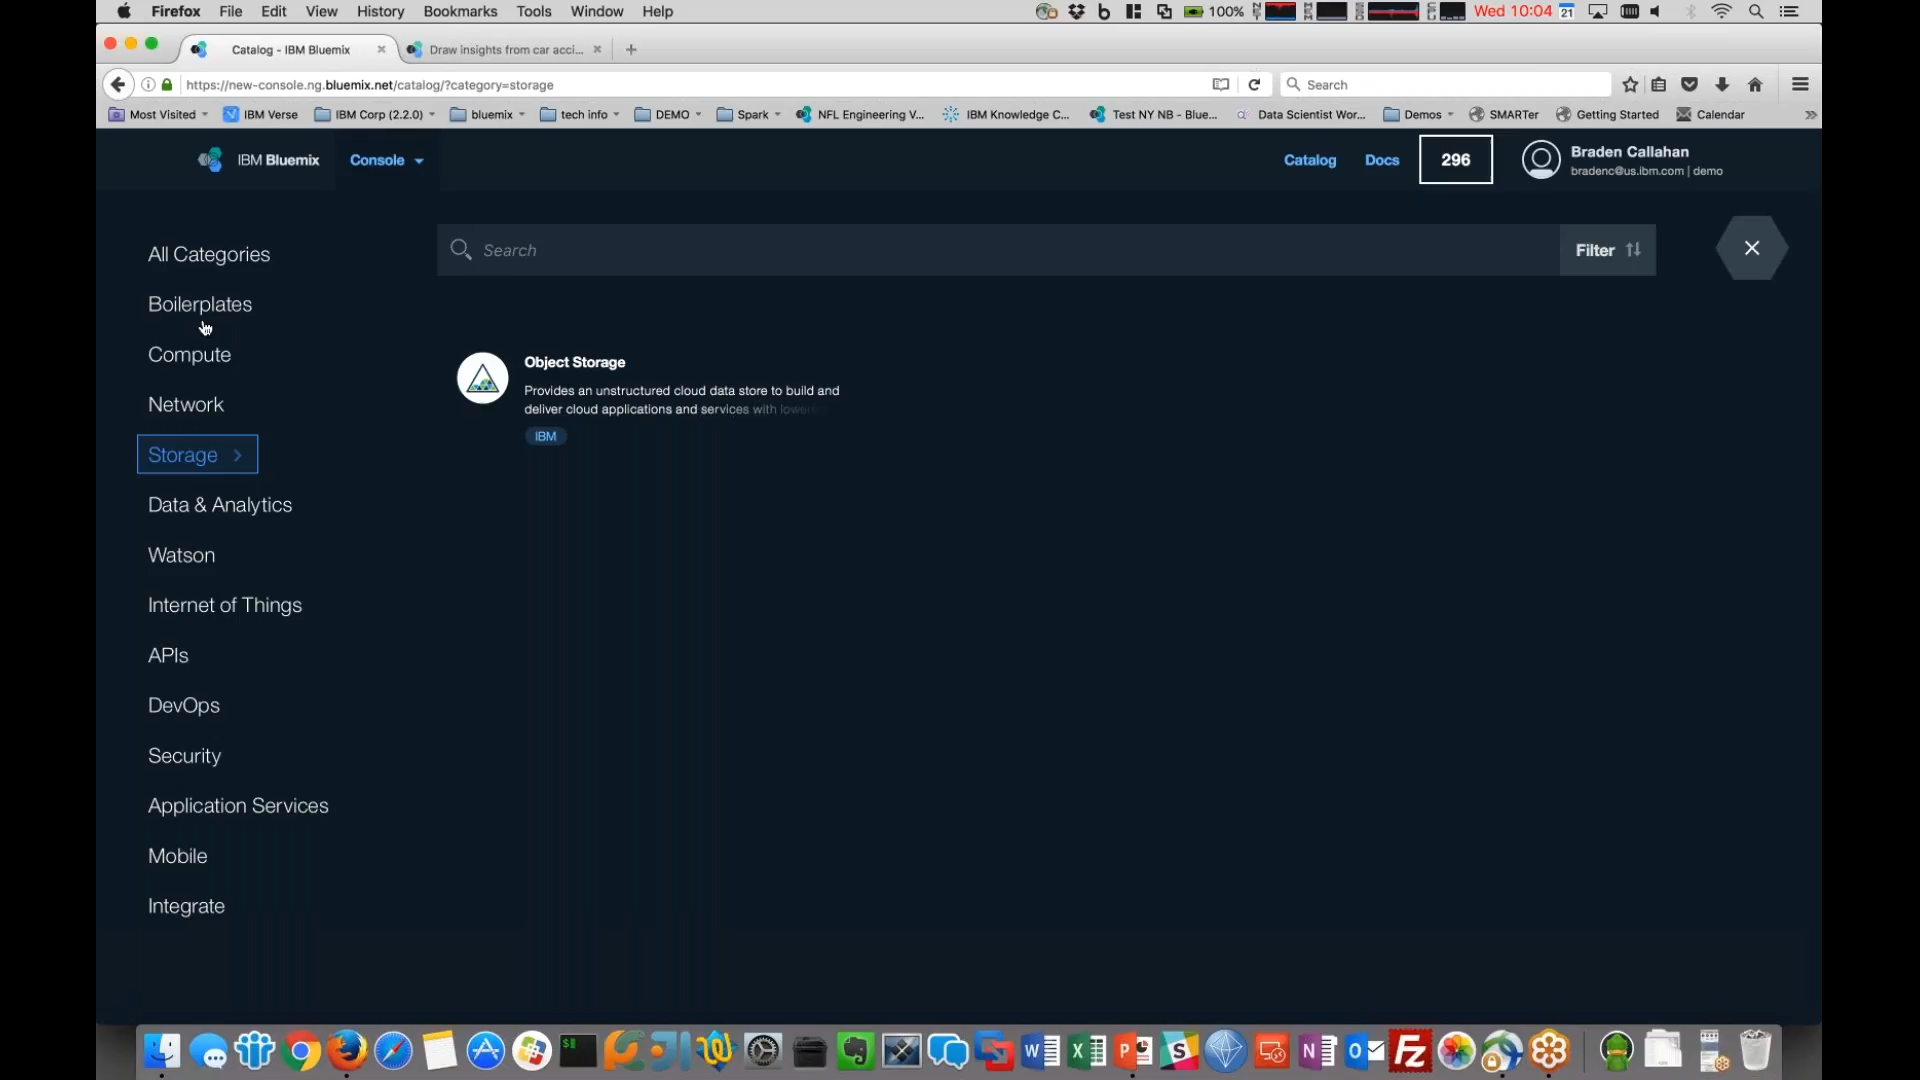 Firefox File Edit View History Bookmarks Tools Window Help 100% Wed 10:04 21
Catalog - IBM Bluemix Draw insights from car acci...
https://new-console.ng.bluemix.net/catalog/?category=storage Search
Most Visited IBM Verse IBM Corp (2.2.0) bluemix tech info DEMO Spark NFL Engineering V... IBM Knowledge C... Test NY NB - Blue... Data Scientist Wor... Demos SMARTer Getting Started Calendar
IBM Bluemix Console Catalog Docs 296 Braden Callahan
bradenc@us.ibm.com | demo
All Categories
Search Filter
Boilerplates
Compute
Network
Storage
Data & Analytics
Watson
Internet of Things
APIs
DevOps
Security
Application Services
Mobile
Integrate
Object Storage
Provides an unstructured cloud data store to build and
deliver cloud applications and services with lowere
IBM